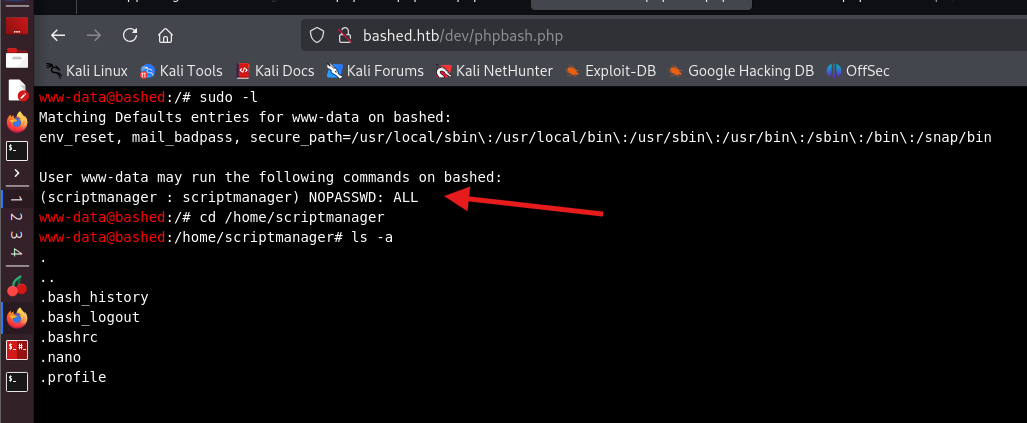 bashed.htb/dev/phpbash.php
Kali Linux Kali Tools Kali Docs Kali Forums Kali NetHunter Exploit-DB Google Hacking DB OffSec
www-data@bashed:/# sudo -l
Matching Defaults entries for www-data on bashed:
env_reset, mail_badpass, secure_path=/usr/local/sbin\:/usr/local/bin\:/usr/sbin\:/usr/bin\:/sbin\:/bin\:/snap/bin
User www-data may run the following commands on bashed:
(scriptmanager : scriptmanager) NOPASSWD: ALL
www-data@bashed:/# cd /home/scriptmanager
www-data@bashed:/home/scriptmanager# ls -a
.
..
.bash_history
.bash_logout
.bashrc
.nano
.profile
1
2
3
4